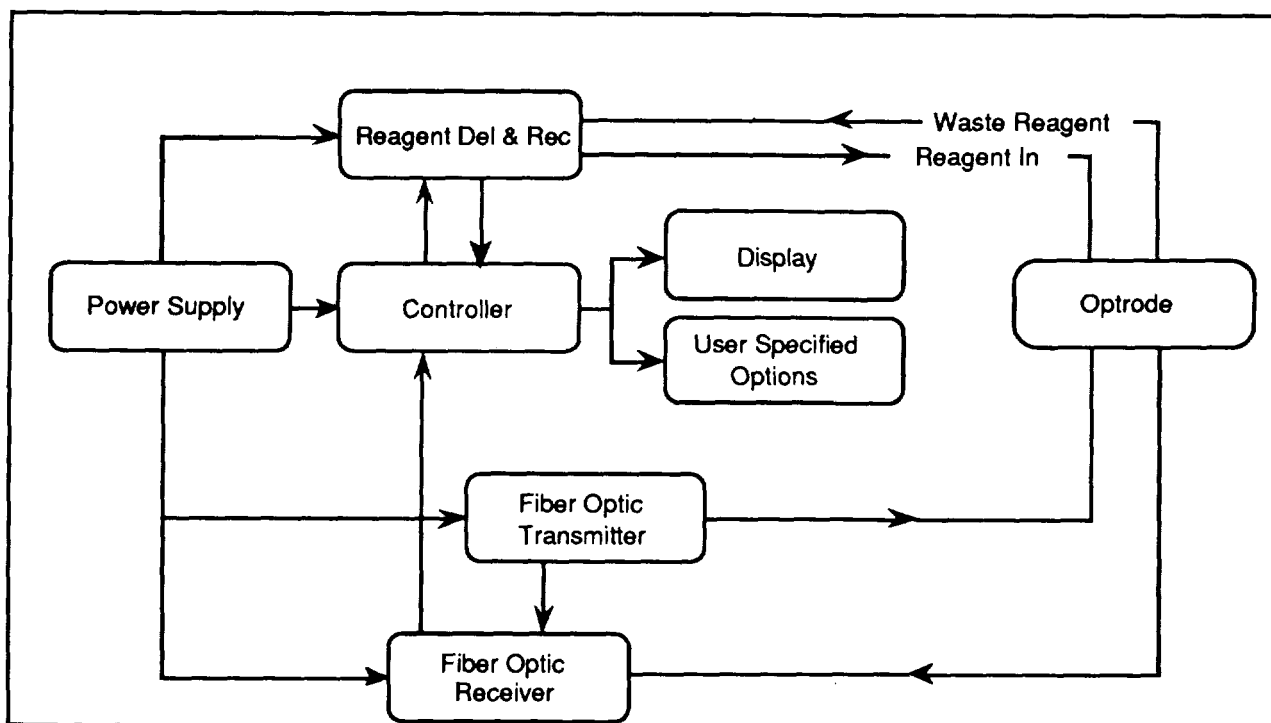 Waste Reagent
Reagent Del & Rec
Reagent In
Display
Power Supply
Controller
Optrode
User Specified
Options
Fiber Optic
Transmitter
Fiber Optic
Receiver